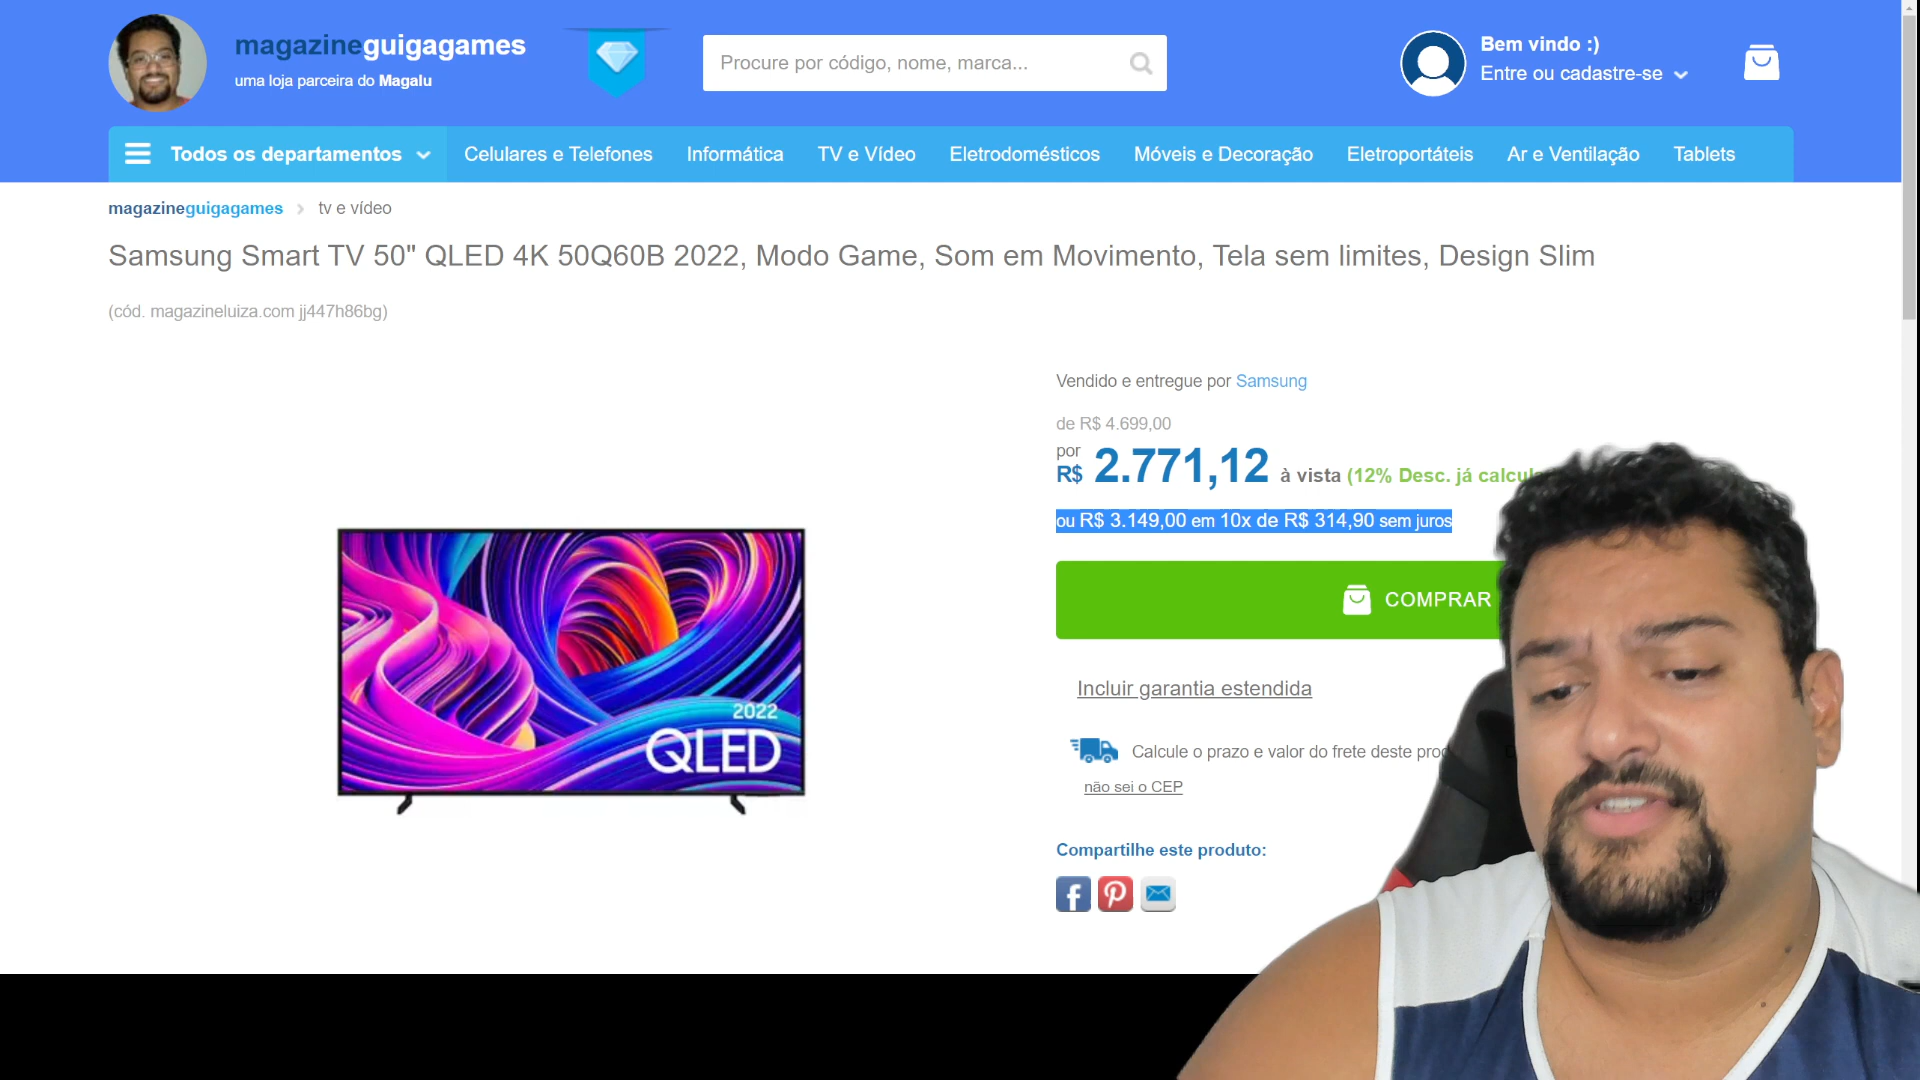 magazineguigagames
uma loja parceira do Magalu
Procure por código, nome, marca...
Bem vindo :)
Entre ou cadastre-se
Todos os departamentos
Celulares e Telefones
Informática
TV e Vídeo
Eletrodomésticos
Móveis e Decoração
Eletroportáteis
Ar e Ventilação
Tablets
magazineguigagames
tv e vídeo
Samsung Smart TV 50" QLED 4K 50Q60B 2022, Modo Game, Som em Movimento, Tela sem limites, Design Slim
(cód. magazineluiza.com jj447h86bg)
Vendido e entregue por Samsung
de R$ 4.699,00
por
R$ 2.771,12 à vista (12% Desc. já
ou R$ 3.149,00 em 10x de R$ 314,90 sem juros
COMPRAR
Incluir garantia estendida
Calcule o prazo e valor do frete deste
não sei o CEP
Compartilhe este produto:
2022
QLED